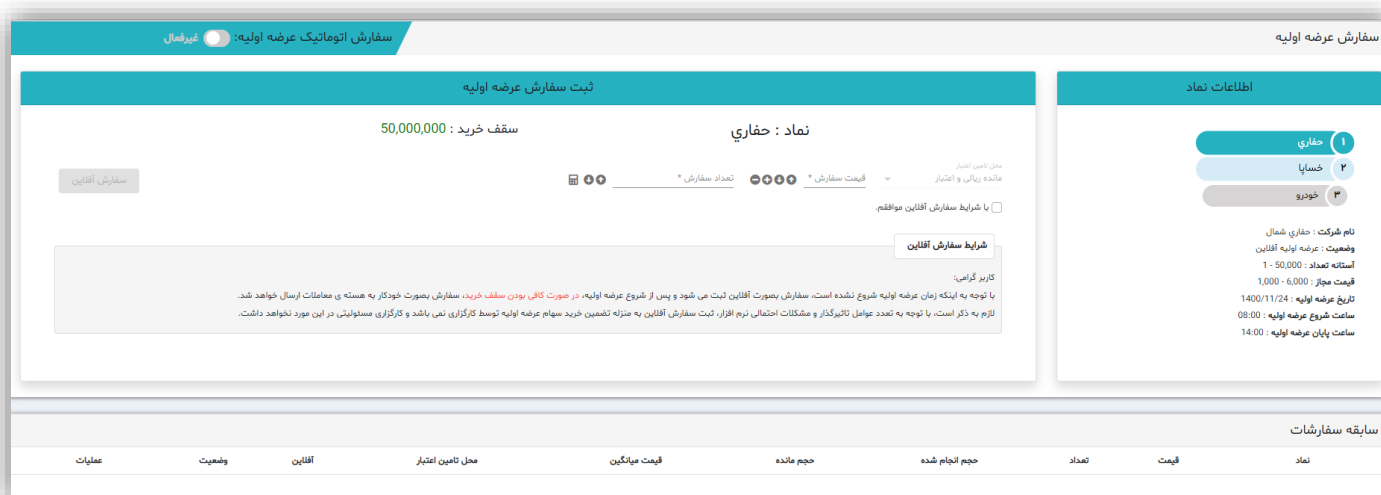 سفارش عرضه اولیه
سفارش اتوماتیک عرضه اولیه: غیرفعال
اطلاعات نماد
۱ حفاري
۲ خساپا
۳ خودرو
نام شرکت : حفاري شمال
وضعیت : عرضه اولیه آفلاین
آستانه تعداد : 50,000 - 1
قیمت مجاز : 6,000 - 1,000
تاریخ عرضه اولیه : 1400/11/24
ساعت شروع عرضه اولیه : 08:00
ساعت پایان عرضه اولیه : 14:00
ثبت سفارش عرضه اولیه
نماد : حفاري سقف خرید : 50,000,000
محل تامین اعتبار
مانده ریالی و اعتبار قیمت سفارش * تعداد سفارش * سفارش آفلاین
با شرایط سفارش آفلاین موافقم.
شرایط سفارش آفلاین
کاربر گرامی:
با توجه به اینکه زمان عرضه اولیه شروع نشده است، سفارش بصورت آفلاین ثبت می شود و پس از شروع عرضه اولیه، در صورت کافی بودن سقف خرید، سفارش بصورت خودکار به هسته ی معاملات ارسال خواهد شد.
لازم به ذکر است، با توجه به تعدد عوامل تاثیرگذار و مشکلات احتمالی نرم افزار، ثبت سفارش آفلاین به منزله تضمین خرید سهام عرضه اولیه توسط کارگزاری نمی باشد و کارگزاری مسئولیتی در این مورد نخواهد داشت.
سابقه سفارشات
نماد قیمت تعداد حجم انجام شده حجم مانده قیمت میانگین محل تامین اعتبار آفلاین وضعیت عملیات